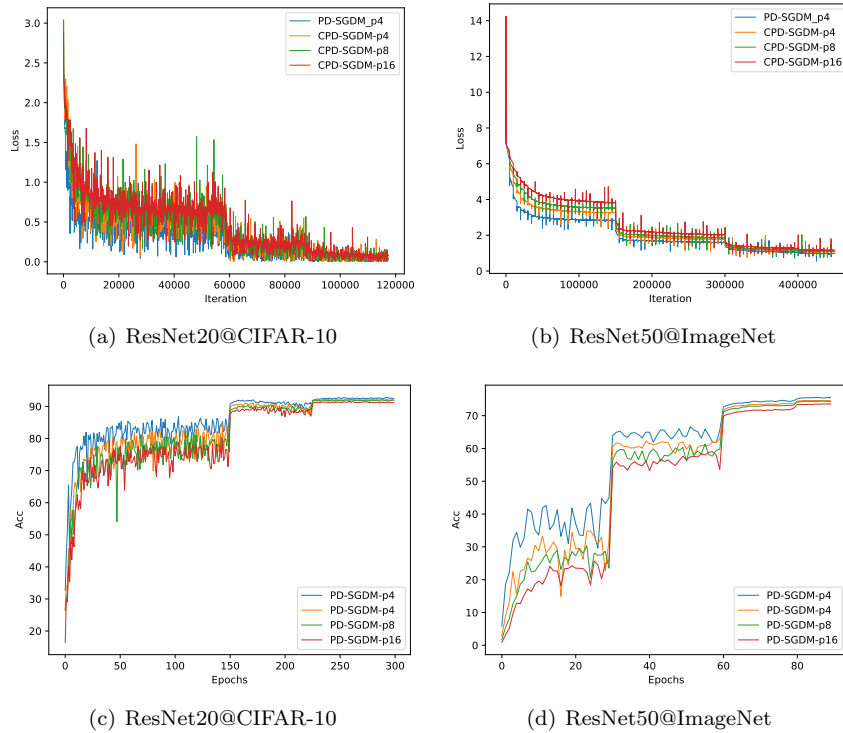 PD-SGDM_p4
CPD-SGDM-p4
CPD-SGDM-p8
CPD-SGDM-p16
3.0
2.5
2.0
1.5
1.0
0.5
0.0
Loss
0 20000 40000 60000 80000 100000 120000
Iteration
(a) ResNet20@CIFAR-10
PD-SGDM_p4
CPD-SGDM-p4
CPD-SGDM-p8
CPD-SGDM-p16
14
12
10
8
6
4
2
0
Loss
0 100000 200000 300000 400000
Iteration
(b) ResNet50@ImageNet
90
80
70
60
50
40
30
20
Acc
PD-SGDM-p4
PD-SGDM-p4
PD-SGDM-p8
PD-SGDM-p16
0 50 100 150 200 250 300
Epochs
(c) ResNet20@CIFAR-10
70
60
50
40
30
20
10
0
Acc
PD-SGDM-p4
PD-SGDM-p4
PD-SGDM-p8
PD-SGDM-p16
0 20 40 60 80
Epochs
(d) ResNet50@ImageNet